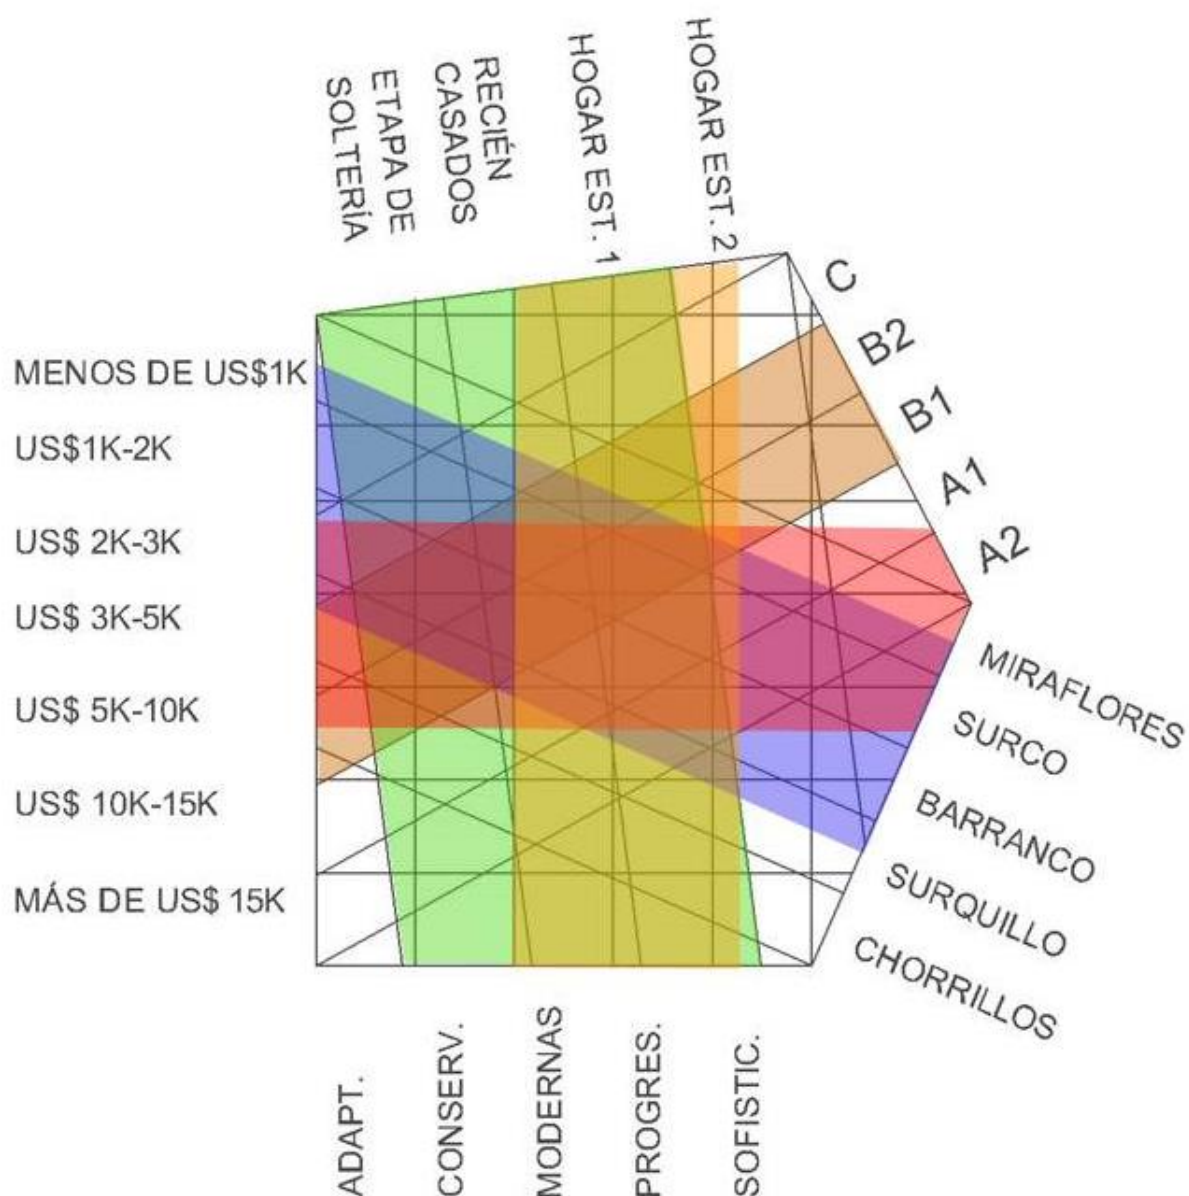 ETAPA DE
SOLTERÍA
RECIÉN
CASADOS
HOGAR EST. 1
HOGAR EST. 2
C
B2
B1
A1
A2
MENOS DE US$1K
US$1K-2K
US$ 2K-3K
US$ 3K-5K
US$ 5K-10K
US$ 10K-15K
MÁS DE US$ 15K
MIRAFLORES
SURCO
BARRANCO
SURQUILLO
CHORRILLOS
ADAPT.
CONSERV.
MODERNAS
PROGRES.
SOFISTIC.